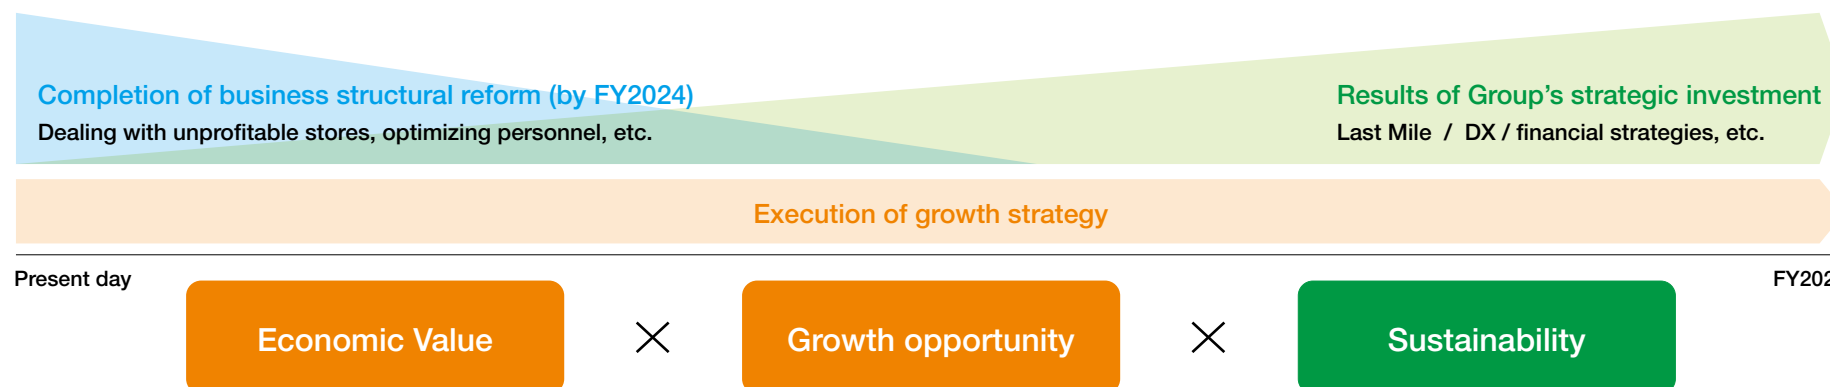 Completion of business structural reform (by FY2024)
Dealing with unprofitable stores, optimizing personnel, etc.
Results of Group's strategic investment
Last Mile / DX / financial strategies, etc.
Execution of growth strategy
Present day
Economic Value × Growth opportunity × Sustainability